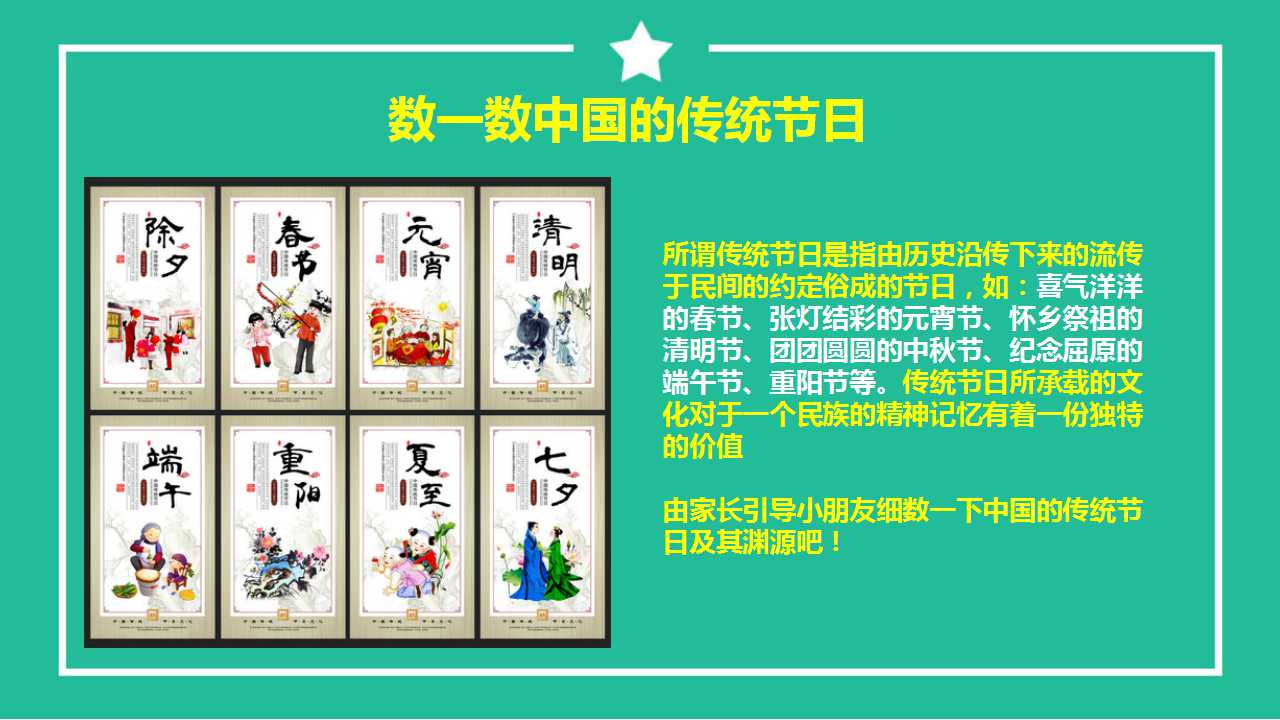 数一数中国的传统节日
除夕
春节
元宵
清明
端午
重阳
夏至
七夕
所谓传统节日是指由历史沿传下来的流传
于民间的约定俗成的节日，如：喜气洋洋
的春节、张灯结彩的元宵节、怀乡祭祖的
清明节、团团圆圆的中秋节、纪念屈原的
端午节、重阳节等。传统节日所承载的文
化对于一个民族的精神记忆有着一份独特
的价值
由家长引导小朋友细数一下中国的传统节
日及其渊源吧！